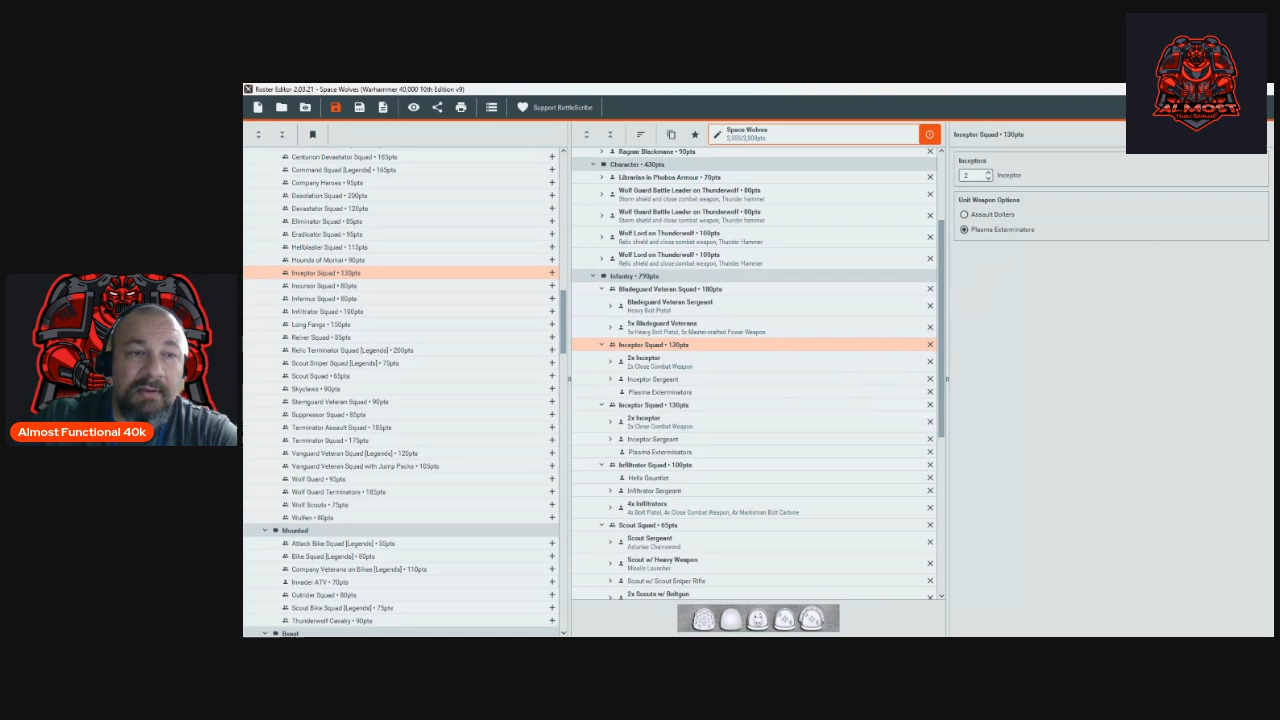 ALMOST
Functional
Roster Editor 2.03.21 - Space Wolves (Warhammer 40,000 10th Edition v9)
Support BattleScribe
Space Wolves
2,000/2,000pts
Inceptor Squad • 130pts
Inceptors
2
Inceptor
Unit Weapon Options
Assault Bolters
Plasma Exterminators
Centurion Devastator Squad • 185pts
Command Squad [Legends] • 165pts
Company Heroes • 95pts
Desolation Squad • 200pts
Devastator Squad • 120pts
Eliminator Squad • 85pts
Eradicator Squad • 95pts
Hellblaster Squad • 115pts
Hounds of Morkai • 90pts
Inceptor Squad • 130pts
Incursor Squad • 80pts
Infernus Squad • 80pts
Infiltrator Squad • 100pts
Long Fangs • 150pts
Reiver Squad • 85pts
Relic Terminator Squad [Legends] • 200pts
Scout Sniper Squad [Legends] • 75pts
Scout Squad • 65pts
Skyclaws • 90pts
Sternguard Veteran Squad • 90pts
Suppressor Squad • 85pts
Terminator Assault Squad • 185pts
Terminator Squad • 175pts
Vanguard Veteran Squad [Legends] • 120pts
Vanguard Veteran Squad with Jump Packs • 105pts
Wolf Guard • 95pts
Wolf Guard Terminators • 185pts
Wolf Scouts • 75pts
Wulfen • 80pts
Mounted
Attack Bike Squad [Legends] • 55pts
Bike Squad [Legends] • 80pts
Company Veterans on Bikes [Legends] • 110pts
Invader ATV • 70pts
Outrider Squad • 80pts
Scout Bike Squad [Legends] • 75pts
Thunderwolf Cavalry • 90pts
Beast
Ragnar Blackmane • 90pts
Character • 430pts
Librarian in Phobos Armour • 70pts
Wolf Guard Battle Leader on Thunderwolf • 80pts
Storm shield and close combat weapon, Thunder hammer
Wolf Guard Battle Leader on Thunderwolf • 80pts
Storm shield and close combat weapon, Thunder hammer
Wolf Lord on Thunderwolf • 100pts
Relic shield and close combat weapon, Thunder Hammer
Wolf Lord on Thunderwolf • 100pts
Relic shield and close combat weapon, Thunder Hammer
Infantry • 790pts
Bladeguard Veteran Squad • 180pts
Bladeguard Veteran Sergeant
Heavy Bolt Pistol
5x Bladeguard Veterans
5x Heavy Bolt Pistol, 5x Master-crafted Power Weapon
Inceptor Squad • 130pts
2x Inceptor
2x Close Combat Weapon
Inceptor Sergeant
Plasma Exterminators
Inceptor Squad • 130pts
2x Inceptor
2x Close Combat Weapon
Inceptor Sergeant
Plasma Exterminators
Infiltrator Squad • 100pts
Helix Gauntlet
Infiltrator Sergeant
4x Infiltrators
4x Bolt Pistol, 4x Close Combat Weapon, 4x Marksman Bolt Carbine
Scout Squad • 65pts
Scout Sergeant
Astartes Chainsword
Scout w/ Heavy Weapon
Missile Launcher
Scout w/ Scout Sniper Rifle
2x Scouts w/ Boltgun
Almost Functional 40k